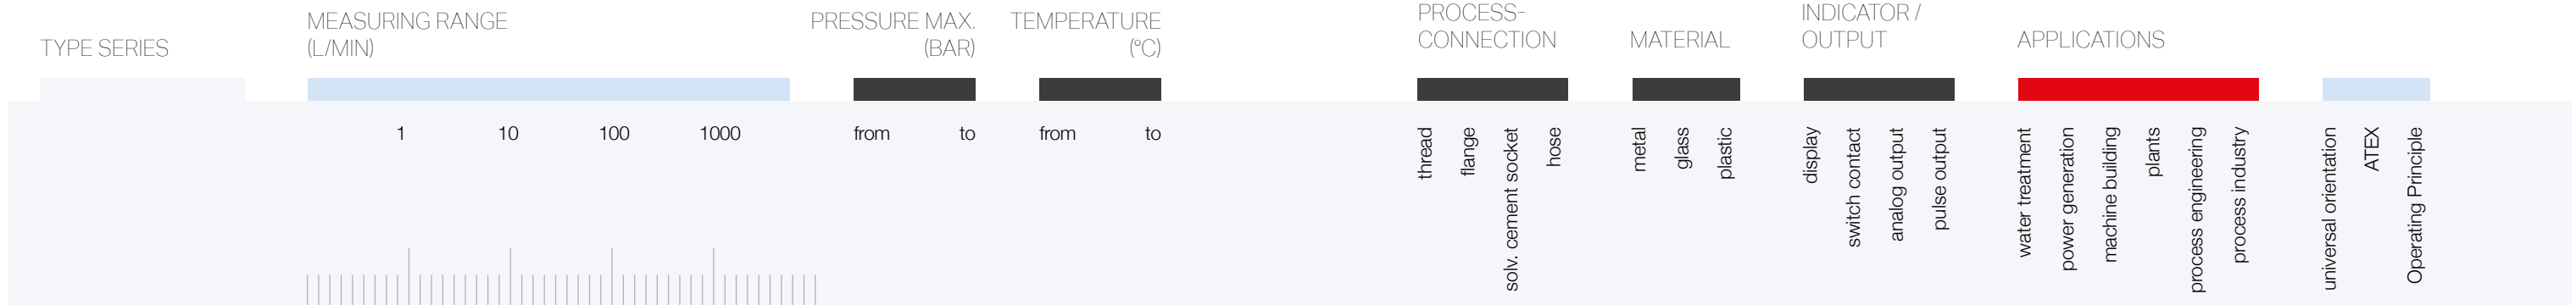 TYPE SERIES
MEASURING RANGE
(L/MIN)
PRESSURE MAX.
(BAR)
TEMPERATURE
(°C)
PROCESS-
CONNECTION
MATERIAL
INDICATOR /
OUTPUT
APPLICATIONS
1 10 100 1000
from to
from to
thread
flange
solv. cement socket
hose
metal
glass
plastic
display
switch contact
analog output
pulse output
water treatment
power generation
machine building
plants
process engineering
process industry
universal orientation
ATEX
Operating Principle